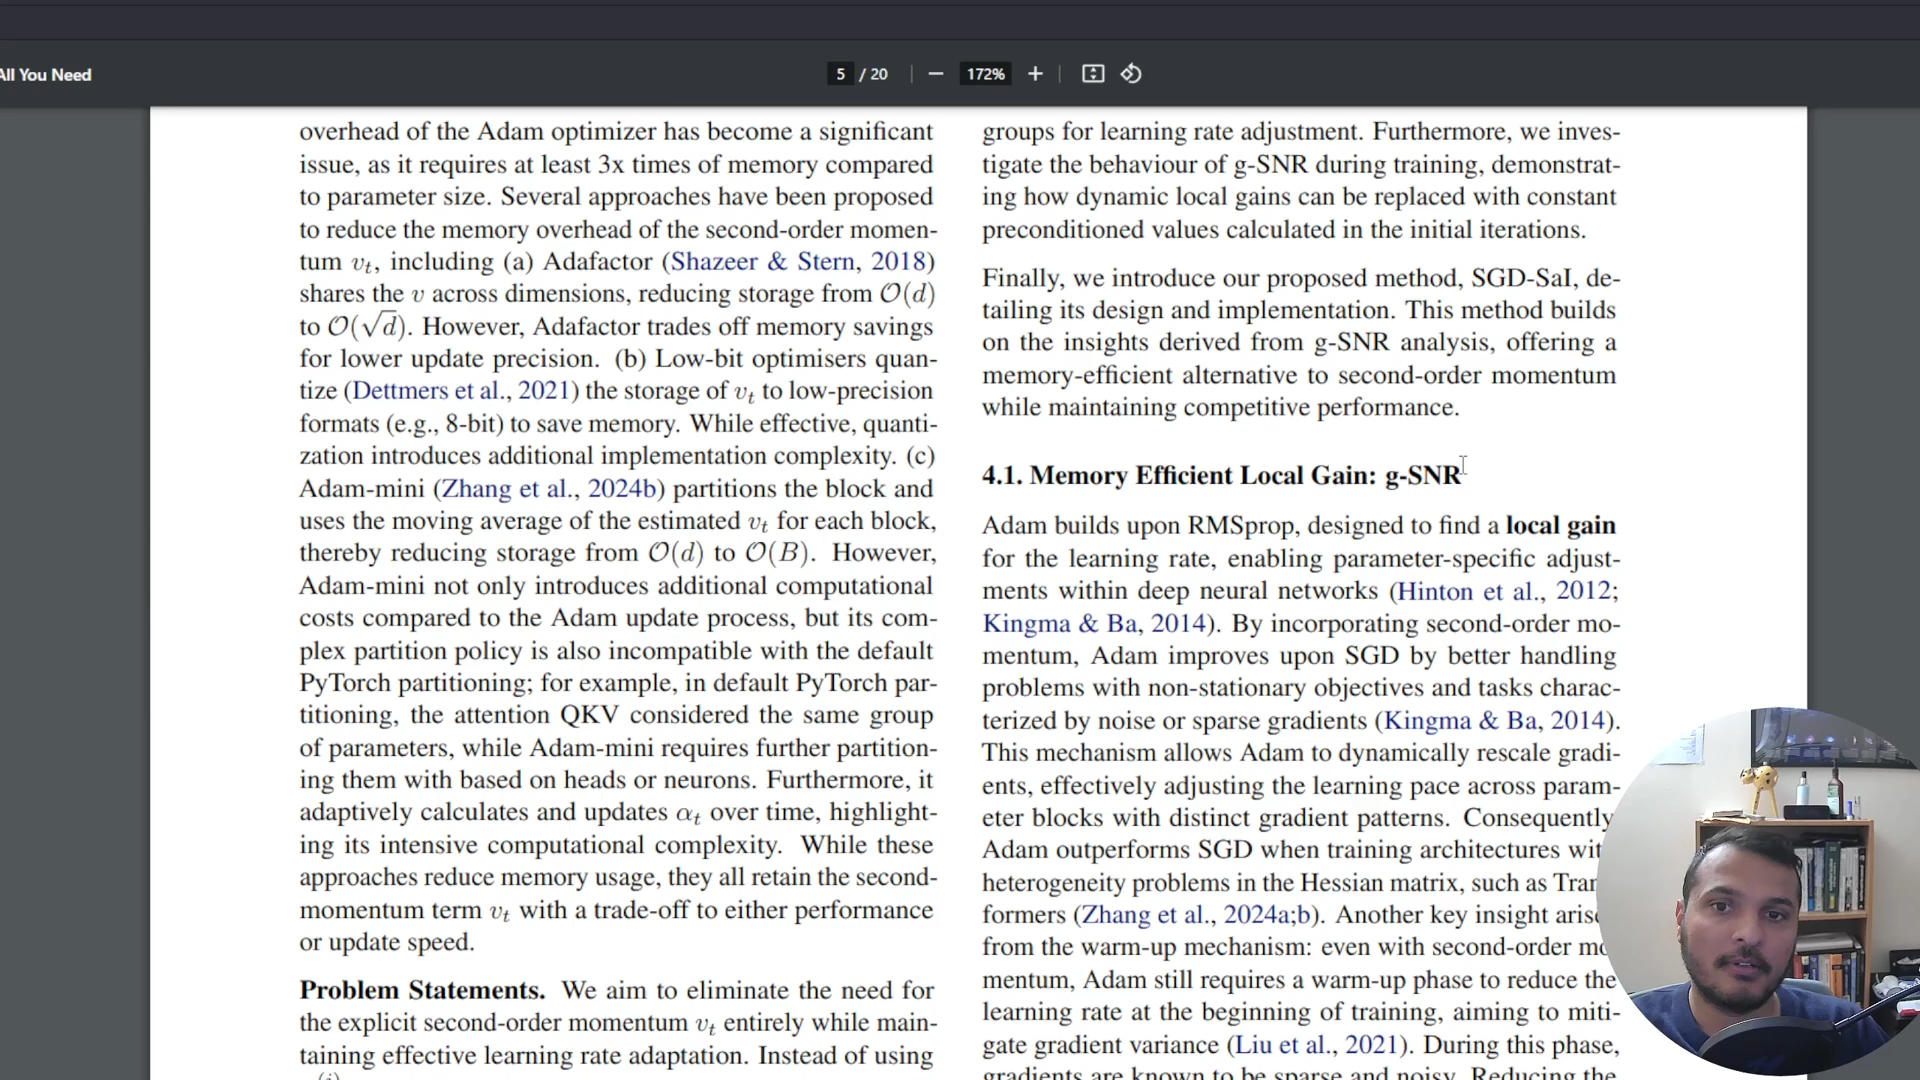 All You Need
5 / 20
172%
overhead of the Adam optimizer has become a significant
issue, as it requires at least 3x times of memory compared
to parameter size. Several approaches have been proposed
to reduce the memory overhead of the second-order momen-
tum vₜ, including (a) Adafactor (Shazeer & Stern, 2018)
shares the v across dimensions, reducing storage from O(d)
to O(√d). However, Adafactor trades off memory savings
for lower update precision. (b) Low-bit optimisers quan-
tize (Dettmers et al., 2021) the storage of vₜ to low-precision
formats (e.g., 8-bit) to save memory. While effective, quanti-
zation introduces additional implementation complexity. (c)
Adam-mini (Zhang et al., 2024b) partitions the block and
uses the moving average of the estimated vₜ for each block,
thereby reducing storage from O(d) to O(B). However,
Adam-mini not only introduces additional computational
costs compared to the Adam update process, but its com-
plex partition policy is also incompatible with the default
PyTorch partitioning; for example, in default PyTorch par-
titioning, the attention QKV considered the same group
of parameters, while Adam-mini requires further partition-
ing them with based on heads or neurons. Furthermore, it
adaptively calculates and updates αₜ over time, highlight-
ing its intensive computational complexity. While these
approaches reduce memory usage, they all retain the second-
momentum term vₜ with a trade-off to either performance
or update speed.
Problem Statements. We aim to eliminate the need for
the explicit second-order momentum vₜ entirely while main-
taining effective learning rate adaptation. Instead of using
groups for learning rate adjustment. Furthermore, we inves-
tigate the behaviour of g-SNR during training, demonstrat-
ing how dynamic local gains can be replaced with constant
preconditioned values calculated in the initial iterations.
Finally, we introduce our proposed method, SGD-SaI, de-
tailing its design and implementation. This method builds
on the insights derived from g-SNR analysis, offering a
memory-efficient alternative to second-order momentum
while maintaining competitive performance.
4.1. Memory Efficient Local Gain: g-SNR
Adam builds upon RMSprop, designed to find a local gain
for the learning rate, enabling parameter-specific adjust-
ments within deep neural networks (Hinton et al., 2012;
Kingma & Ba, 2014). By incorporating second-order mo-
mentum, Adam improves upon SGD by better handling
problems with non-stationary objectives and tasks charac-
terized by noise or sparse gradients (Kingma & Ba, 2014).
This mechanism allows Adam to dynamically rescale gradi-
ents, effectively adjusting the learning pace across param-
eter blocks with distinct gradient patterns. Consequently
Adam outperforms SGD when training architectures wit
heterogeneity problems in the Hessian matrix, such as Tran
formers (Zhang et al., 2024a;b). Another key insight aris
from the warm-up mechanism: even with second-order mo
mentum, Adam still requires a warm-up phase to reduce the
learning rate at the beginning of training, aiming to miti-
gate gradient variance (Liu et al., 2021). During this phase,
gradients are known to be sparse and noisy. Reducing the